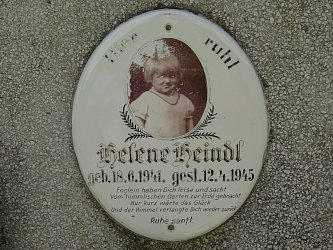 Hier ruht
Helene Heindl
geb. 18.6.1941. gest. 12.4.1945
Englein haben Dich leise und sacht
Vom himmlischen Garten zur Erde gebracht
Nur kurz währte das Glück
Und der Himmel verlangte Dich wieder zurück
Ruhe sanft.